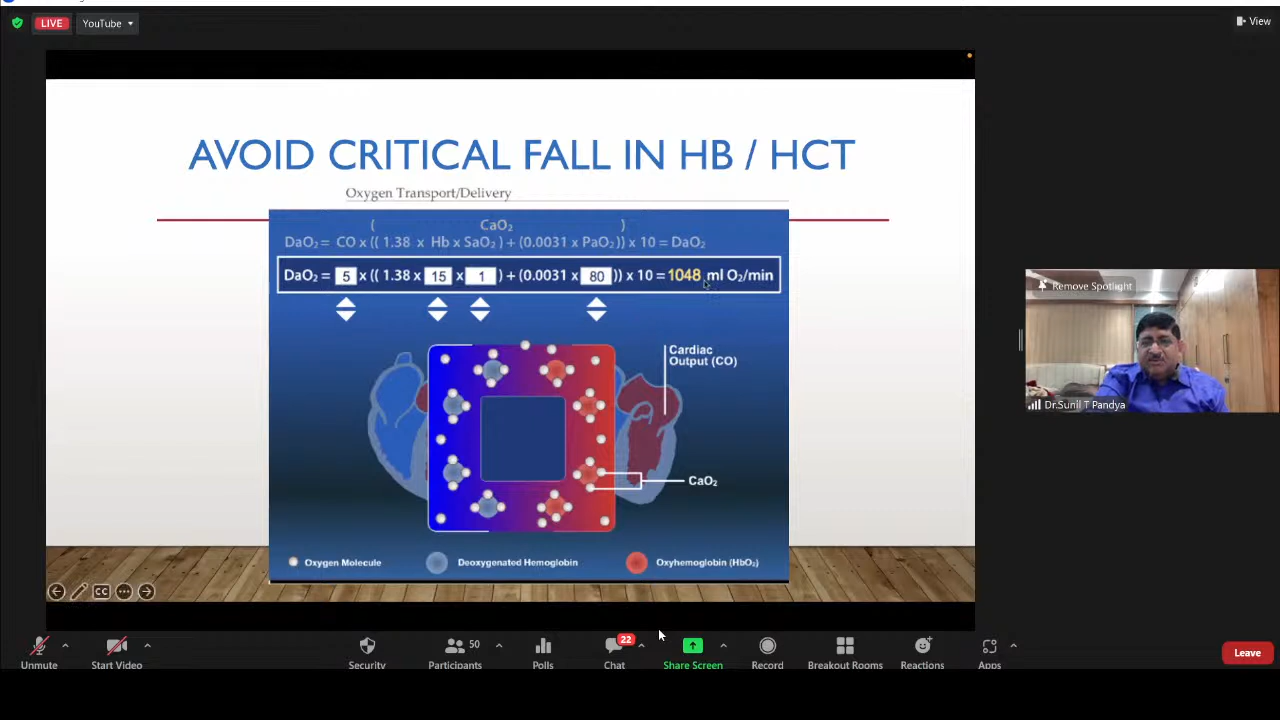 LIVE
YouTube
View
AVOID CRITICAL FALL IN HB / HCT
Oxygen Transport/Delivery
( CaO₂ )
DaO₂ = CO x (( 1.38 x Hb x SaO₂ ) + (0.0031 x PaO₂ )) x 10 = DaO₂
DaO₂ = 5 x (( 1.38 x 15 x 1 ) + (0.0031 x 80 )) x 10 = 1048 ml O₂/min
Cardiac
Output (CO)
CaO₂
Oxygen Molecule
Deoxygenated Hemoglobin
Oxyhemoglobin (HbO₂)
CC
Remove Spotlight
Dr.Sunil T Pandya
50
22
Unmute
Start Video
Security
Participants
Polls
Chat
Share Screen
Record
Breakout Rooms
Reactions
Apps
Leave